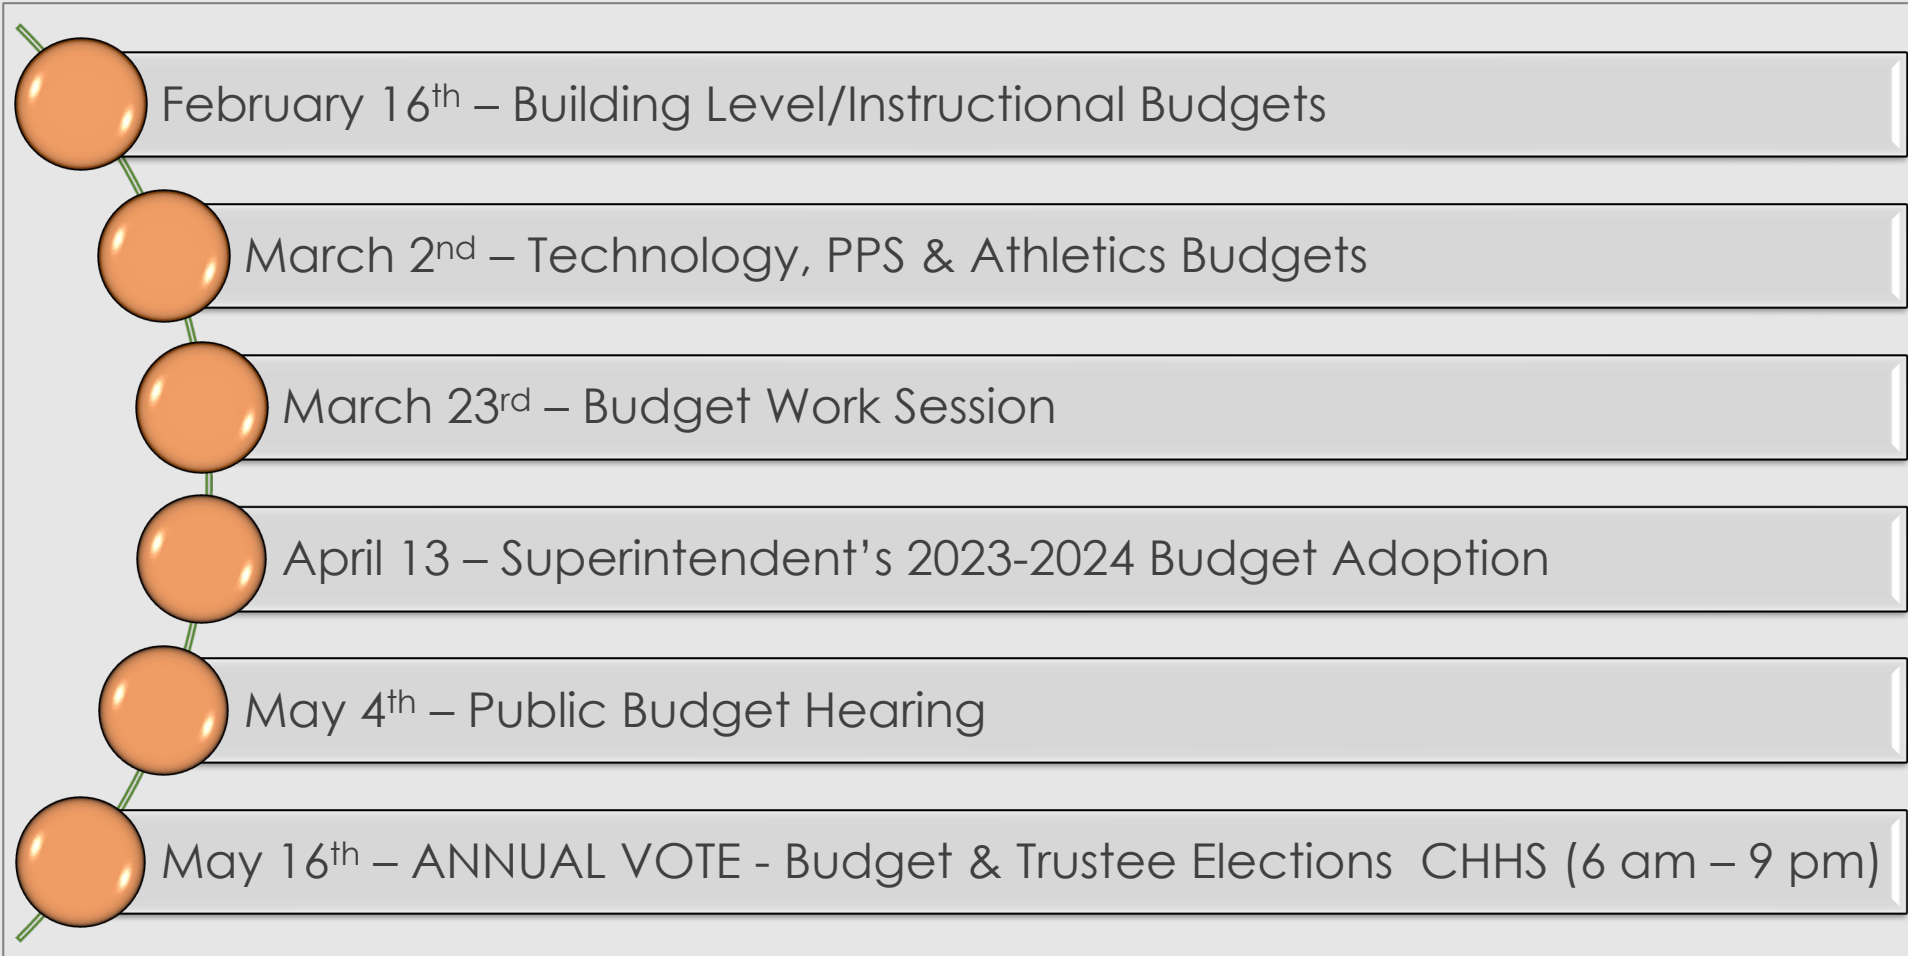 February 16th – Building Level/Instructional Budgets
March 2nd – Technology, PPS & Athletics Budgets
March 23rd – Budget Work Session
April 13 – Superintendent’s 2023-2024 Budget Adoption
May 4th – Public Budget Hearing
May 16th – ANNUAL VOTE - Budget & Trustee Elections  CHHS (6 am – 9 pm)